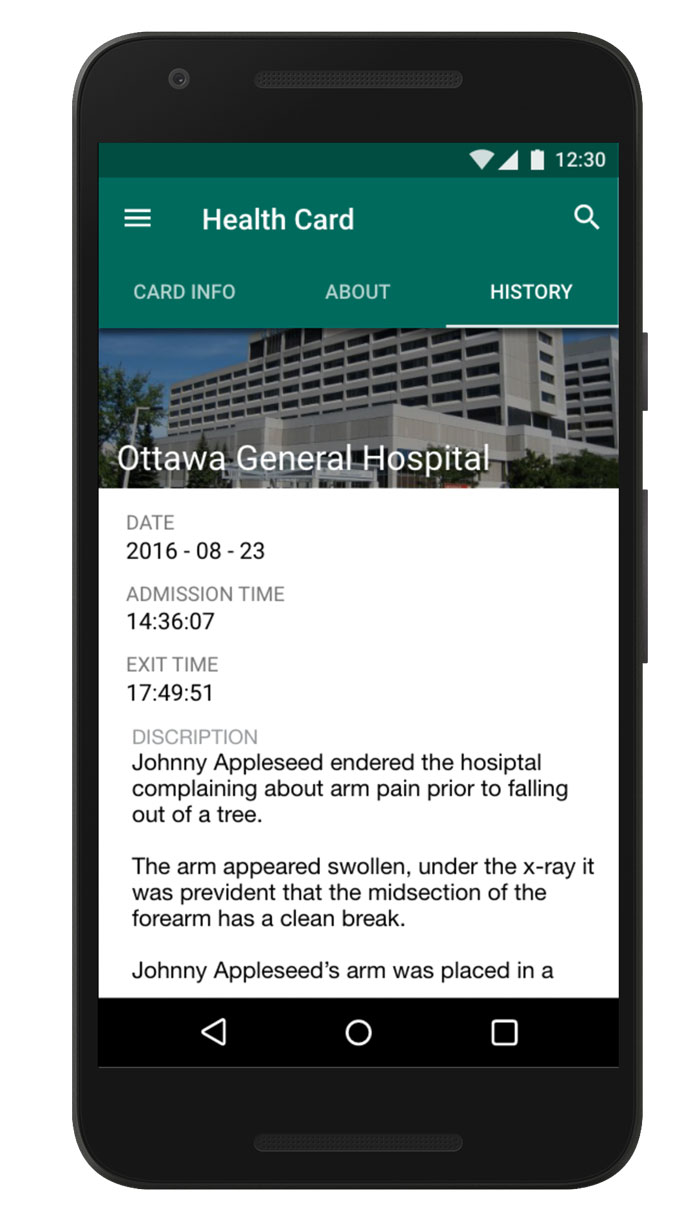 12:30
Health Card
CARD INFO ABOUT HISTORY
Ottawa General Hospital
DATE
2016 - 08 - 23
ADMISSION TIME
14:36:07
EXIT TIME
17:49:51
DISCRIPTION
Johnny Appleseed endered the hosiptal
complaining about arm pain prior to falling
out of a tree.
The arm appeared swollen, under the x-ray it
was prevident that the midsection of the
forearm has a clean break.
Johnny Appleseed’s arm was placed in a